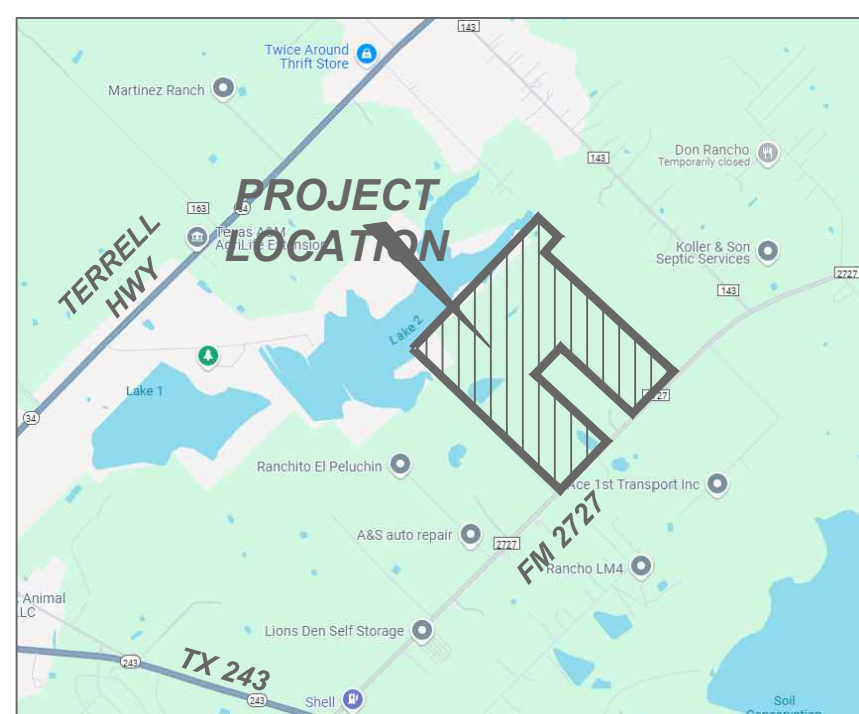 143
Twice Around
Thrift Store
Martinez Ranch
143
Don Rancho
Temporarily closed
PROJECT
LOCATION
163
34
Texas A&M
AgriLife Extension
TERRELL
HWY
Koller & Son
Septic Services
2727
143
Lake 2
Lake 1
34
2727
Ranchito El Peluchin
Ace 1st Transport Inc
A&S auto repair
2727
FM 2727
Rancho LM4
Animal
LC
Lions Den Self Storage
243
TX 243
243
Shell
Soil
Conservation